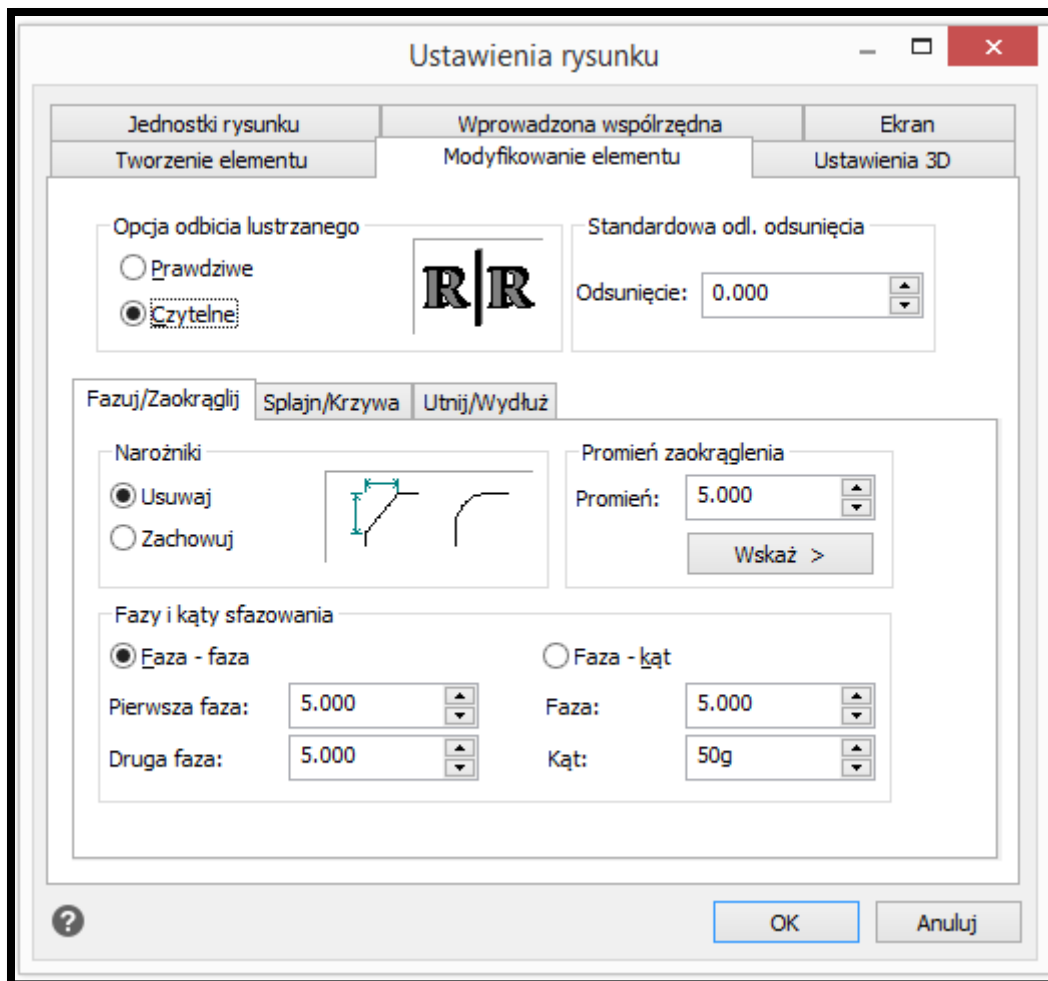 Ustawienia rysunku
Jednostki rysunku Wprowadzona współrzędna Ekran
Tworzenie elementu Modyfikowanie elementu Ustawienia 3D
Opcja odbicia lustrzanego Standardowa odl. odsunięcia
Prawdziwe
R R
Odsunięcie: 0.000
Czytelne
Fazuj/Zaokrąglij Splajn/Krzywa Utnij/Wydłuż
Narożniki Promień zaokrąglenia
Usuwaj Promień: 5.000
Zachowuj Wskaż >
Fazy i kąty sfazowania
Faza - faza Faza - kąt
Pierwsza faza: 5.000 Faza: 5.000
Druga faza: 5.000 Kąt: 50g
? OK Anuluj